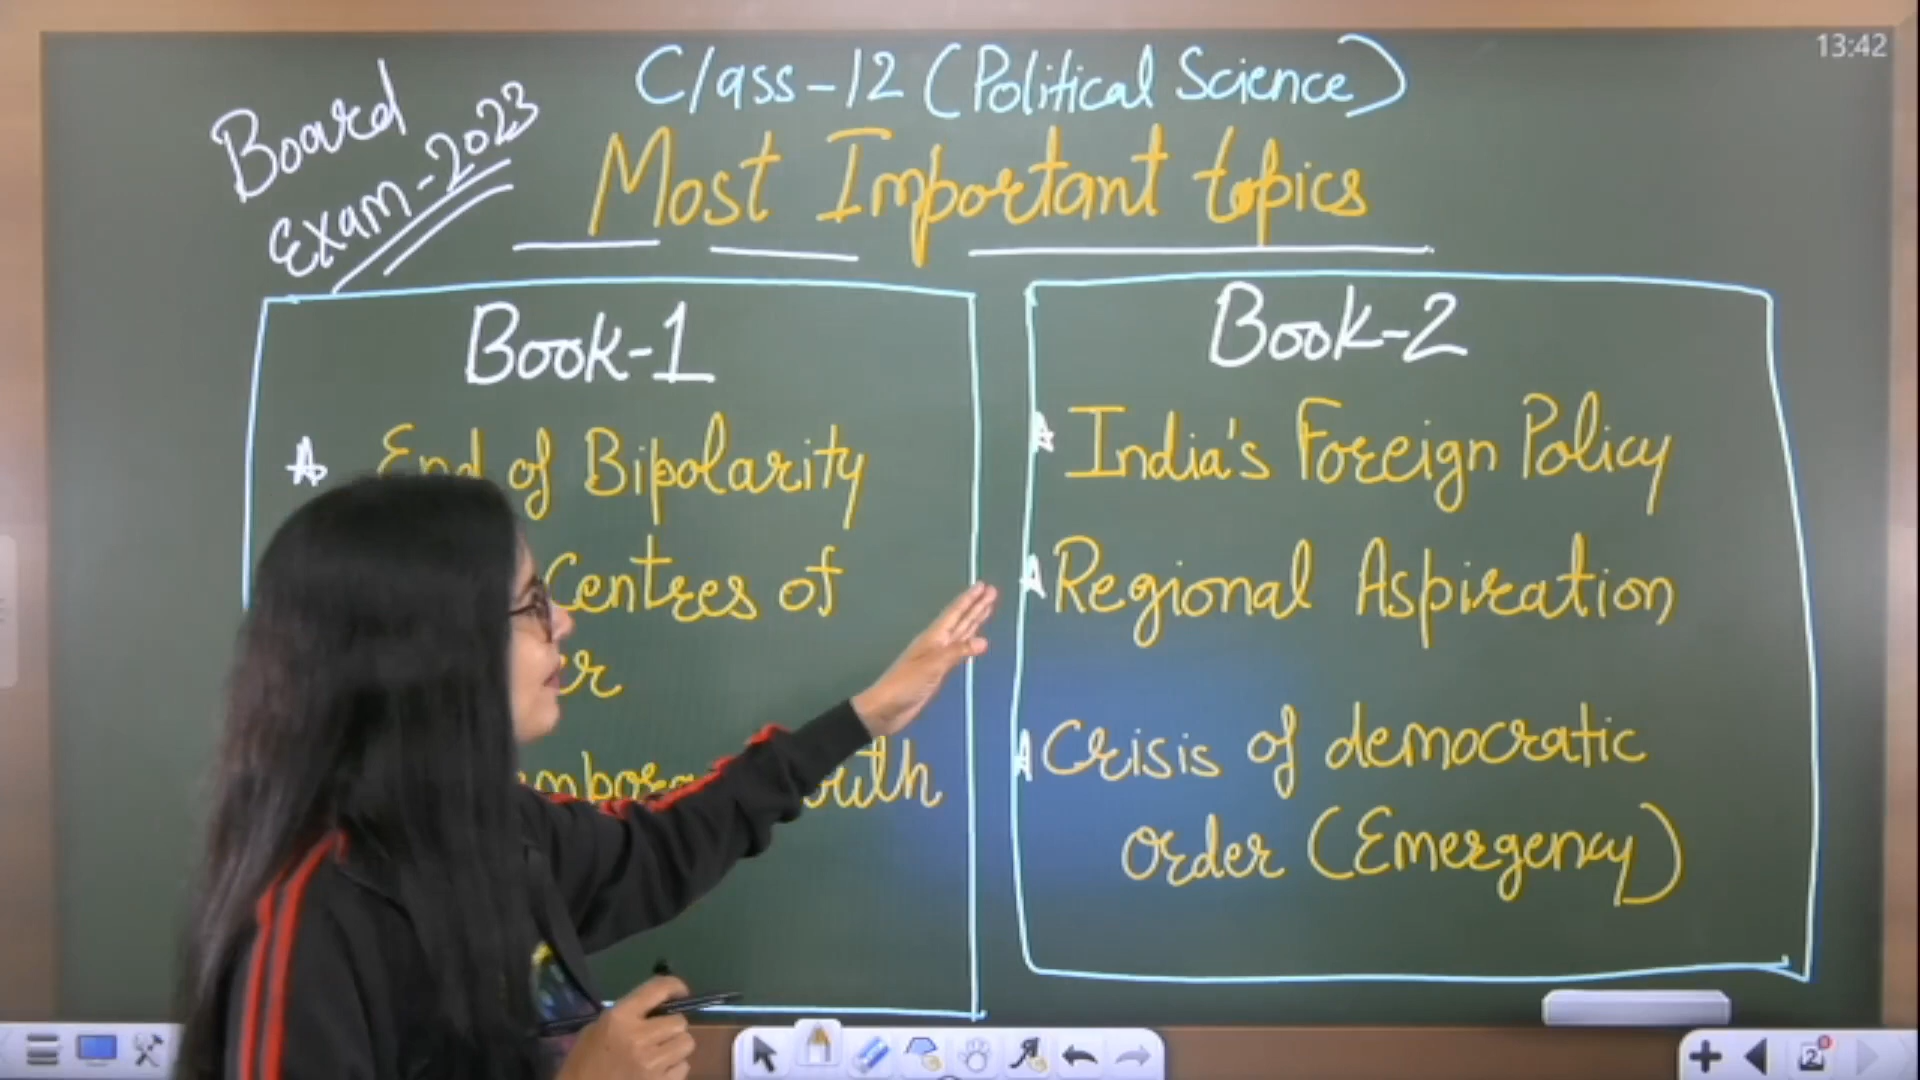 13:42
Class-12 (Political Science)
Board
Exam-2023
Most Important topics
Book-1
End of Bipolarity
Centres of
Book-2
India's Foreign Policy
Regional Aspiration
Crisis of democratic
order (Emergency)
2